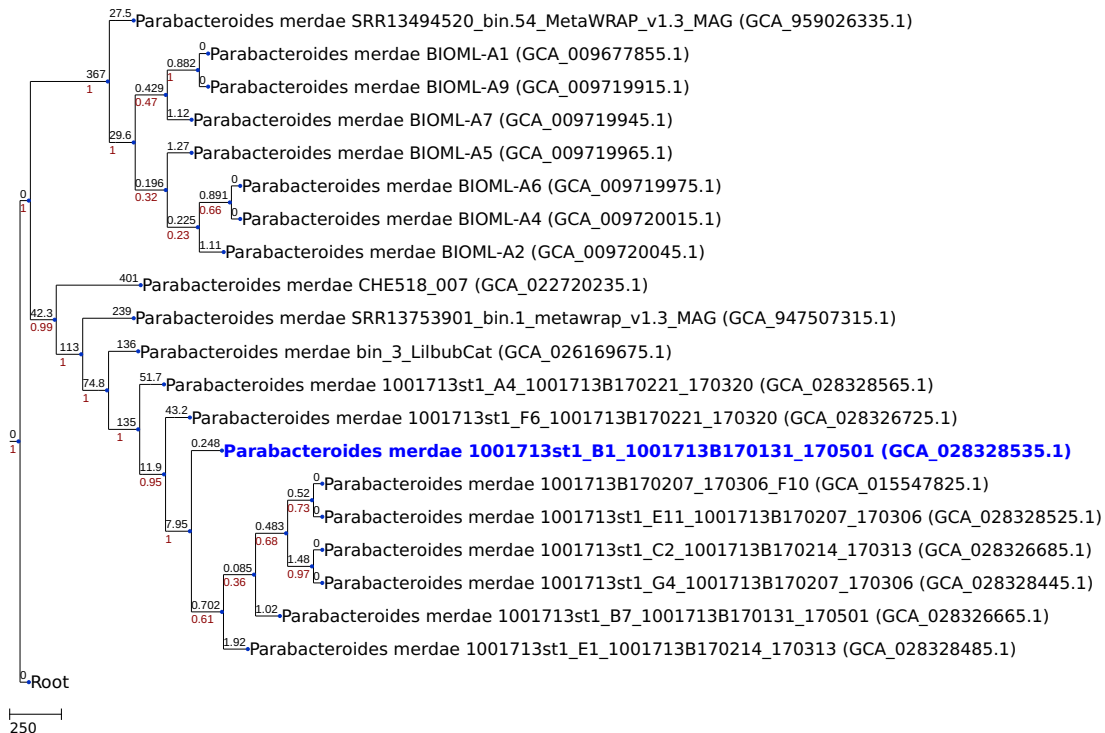 27.5 Parabacteroides merdae SRR13494520_bin.54_MetaWRAP_v1.3_MAG (GCA_959026335.1)
0 Parabacteroides merdae BIOML-A1 (GCA_009677855.1)
0.882
367
1
1
0 Parabacteroides merdae BIOML-A9 (GCA_009719915.1)
0.429
0.47
1.12 Parabacteroides merdae BIOML-A7 (GCA_009719945.1)
29.6
1
1.27 Parabacteroides merdae BIOML-A5 (GCA_009719965.1)
0 Parabacteroides merdae BIOML-A6 (GCA_009719975.1)
0.196
0.32
0.891
0.66
0
1
0 Parabacteroides merdae BIOML-A4 (GCA_009720015.1)
0.225
0.23
1.11 Parabacteroides merdae BIOML-A2 (GCA_009720045.1)
401 Parabacteroides merdae CHE518_007 (GCA_022720235.1)
42.3
0.99
239 Parabacteroides merdae SRR13753901_bin.1_metawrap_v1.3_MAG (GCA_947507315.1)
113
1
136 Parabacteroides merdae bin_3_LilbubCat (GCA_026169675.1)
74.8
1
51.7 Parabacteroides merdae 1001713st1_A4_1001713B170221_170320 (GCA_028328565.1)
43.2 Parabacteroides merdae 1001713st1_F6_1001713B170221_170320 (GCA_028326725.1)
135
1
0
1
0.248 Parabacteroides merdae 1001713st1_B1_1001713B170131_170501 (GCA_028328535.1)
11.9
0.95
0 Parabacteroides merdae 1001713B170207_170306_F10 (GCA_015547825.1)
0.52
0.73
0 Parabacteroides merdae 1001713st1_E11_1001713B170207_170306 (GCA_028328525.1)
7.95
1
0.483
0.68
0 Parabacteroides merdae 1001713st1_C2_1001713B170214_170313 (GCA_028326685.1)
1.48
0.97
0 Parabacteroides merdae 1001713st1_G4_1001713B170207_170306 (GCA_028328445.1)
0.085
0.36
1.02 Parabacteroides merdae 1001713st1_B7_1001713B170131_170501 (GCA_028326665.1)
0.702
0.61
1.92 Parabacteroides merdae 1001713st1_E1_1001713B170214_170313 (GCA_028328485.1)
0 Root
250